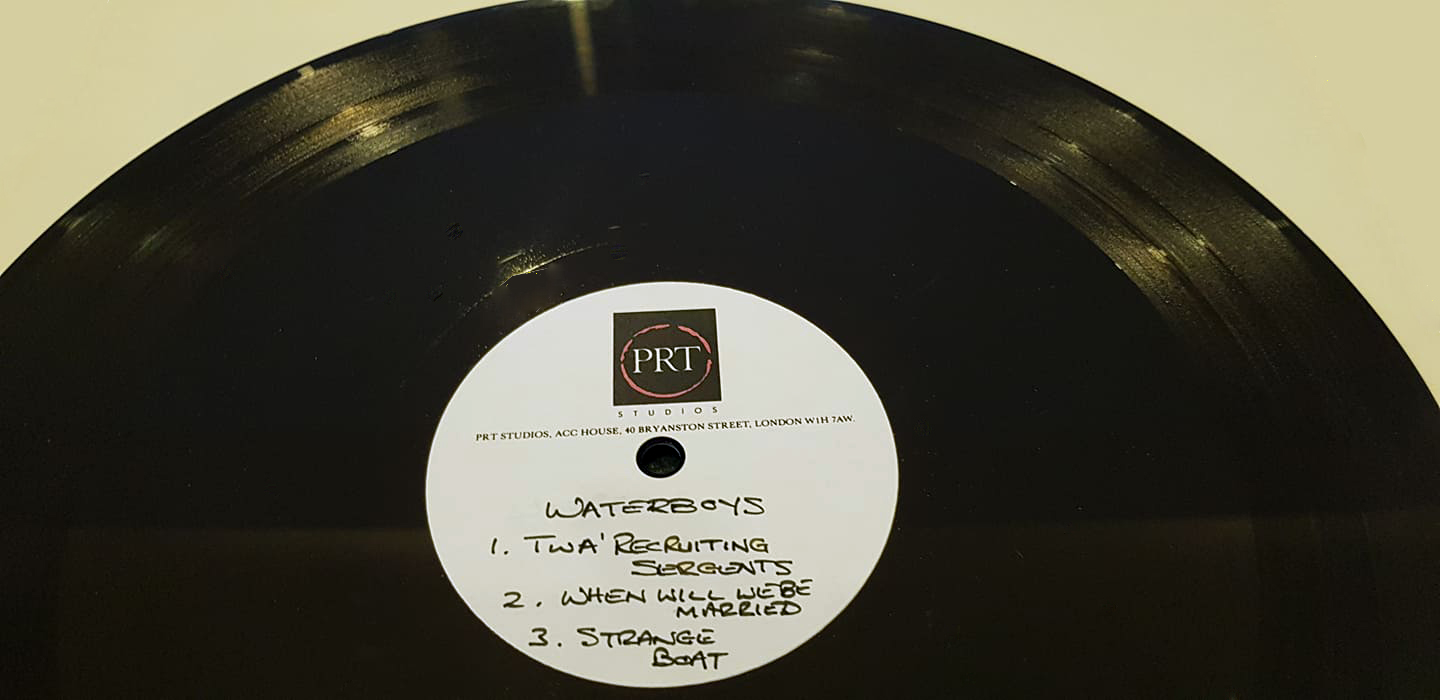 PRT
STUDIOS
PRT STUDIOS, ACC HOUSE, 40 BRYANSTON STREET, LONDON W1H 7AW.
WATERBOYS
1. TWA' RECRUITING
SERGENTS
2. WHEN WILL WE BE
MARRIED
3. STRANGE
BOAT